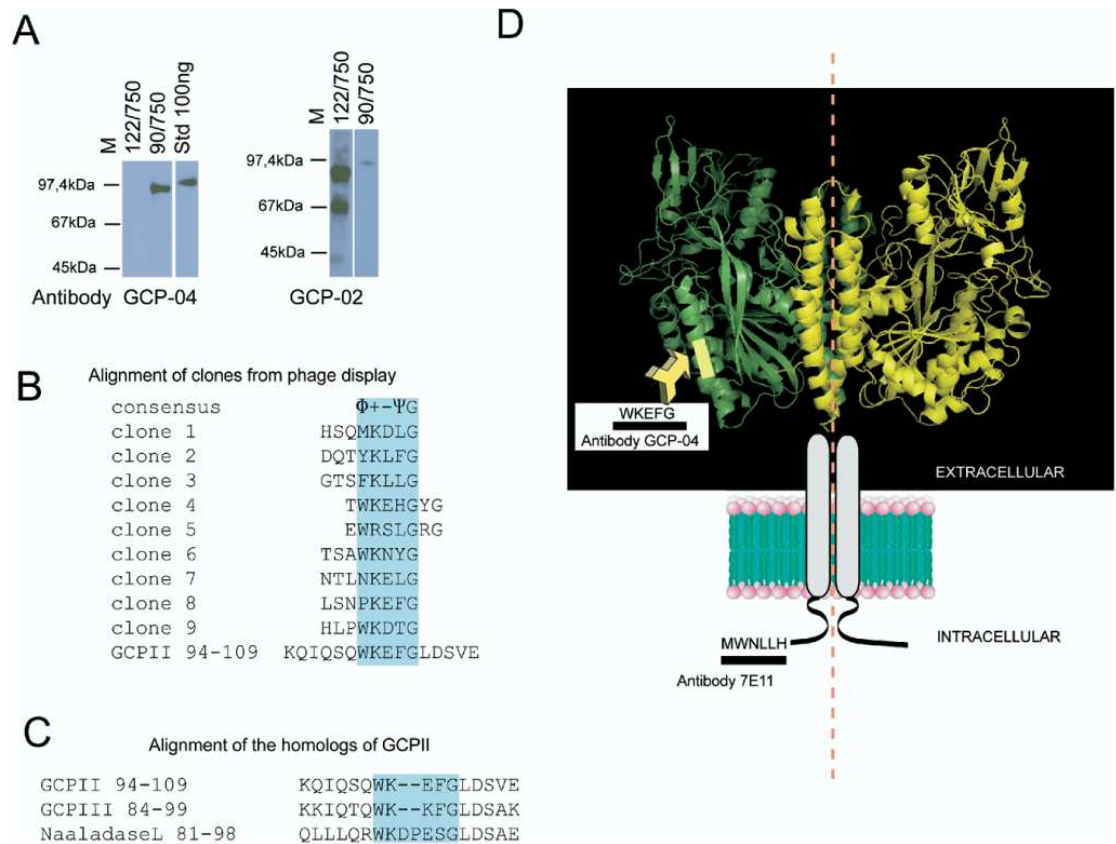 A
M
122/750
90/750
Std 100ng
97,4kDa
67kDa
45kDa
Antibody GCP-04
M
122/750
90/750
97,4kDa
67kDa
45kDa
GCP-02
B
Alignment of clones from phage display
consensus Φ+-ΨG
clone 1 HSQMKDLG
clone 2 DQTYKLFG
clone 3 GTSFKLLG
clone 4 TWKEHGYG
clone 5 EWRSLGRG
clone 6 TSAWKNYG
clone 7 NTLNKELG
clone 8 LSNPKEFG
clone 9 HLPWKDTG
GCPII 94-109 KQIQSQWKEFGLDSVE
C
Alignment of the homologs of GCPII
GCPII 94-109 KQIQSQWK--EFGLDSVE
GCPIII 84-99 KKIQTQWK--KFGLDSAK
NaaladaseL 81-98 QLLLQRWKDPESGLDSAE
D
WKEFG
Antibody GCP-04
EXTRACELLULAR
INTRACELLULAR
MWNLLH
Antibody 7E11